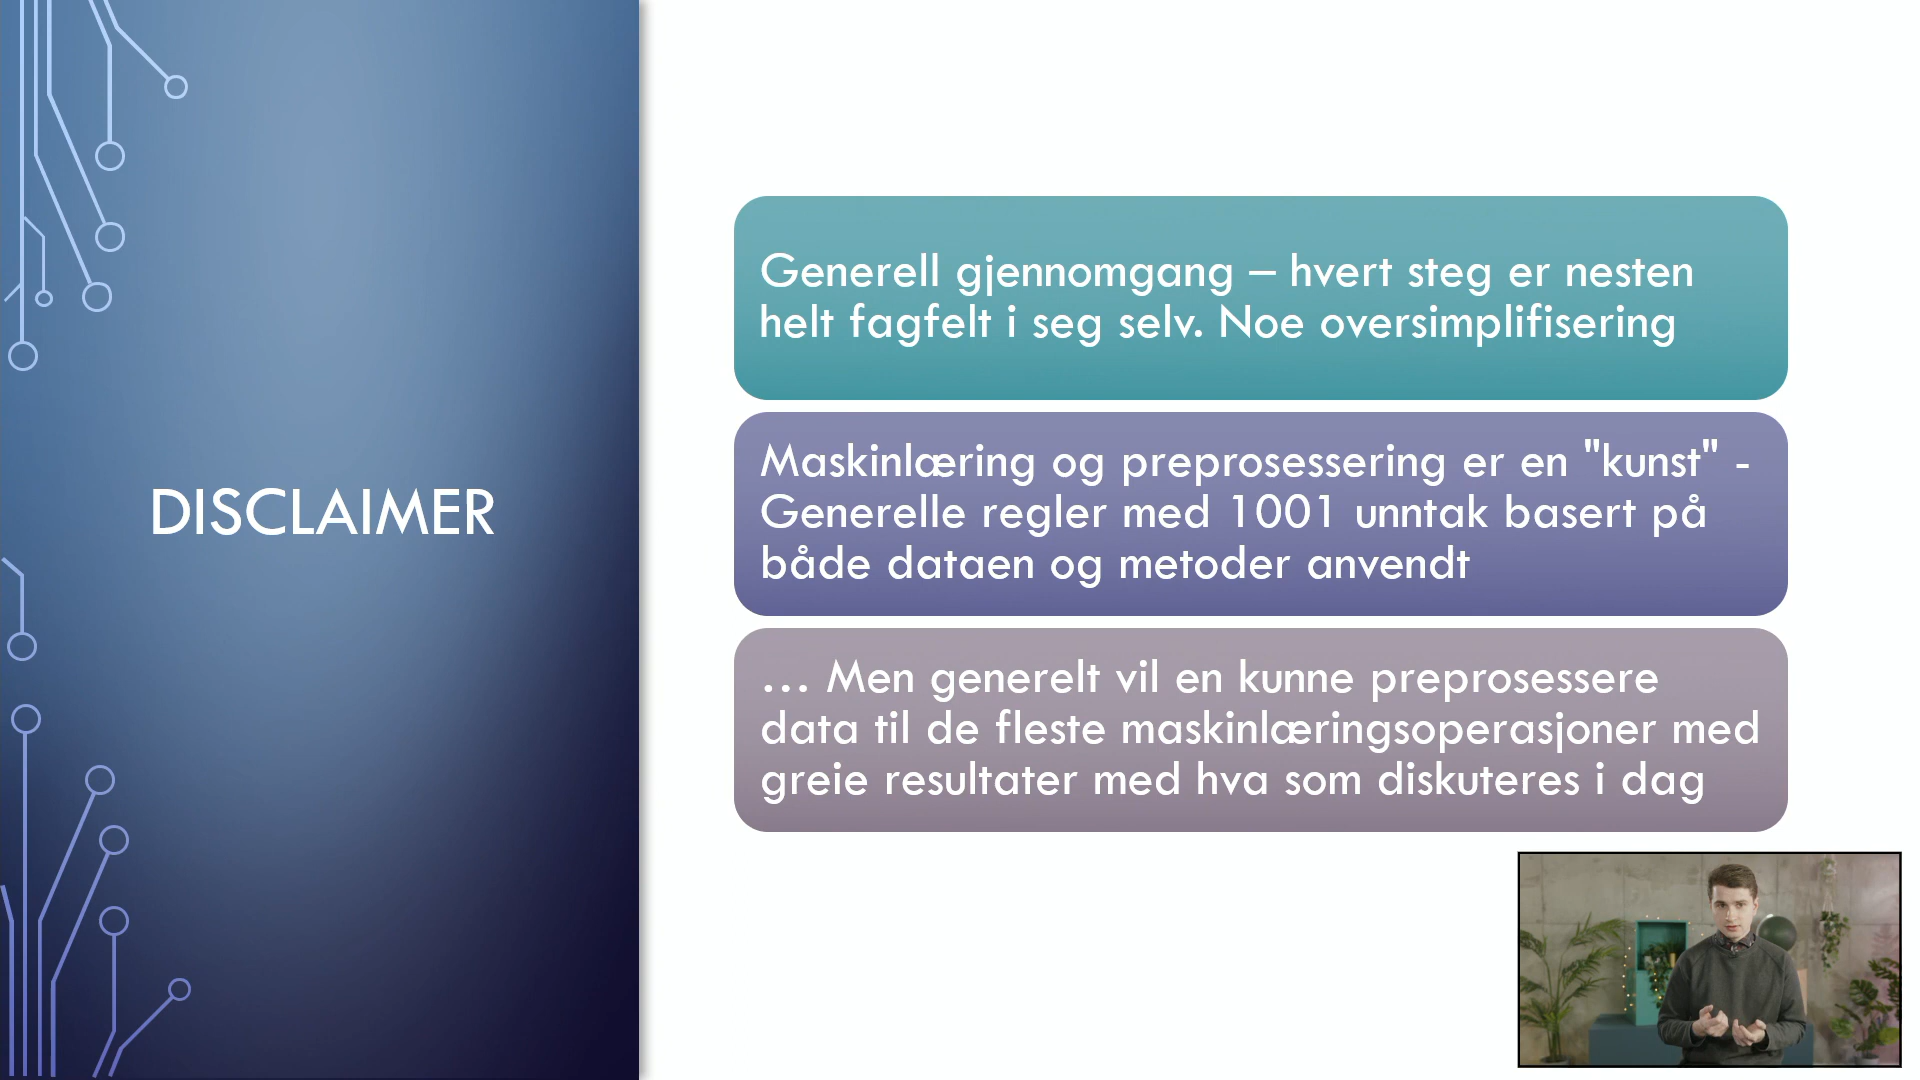 DISCLAIMER
Generell gjennomgang – hvert steg er nesten
helt fagfelt i seg selv. Noe oversimplifisering
Maskinlæring og preprosessering er en "kunst" -
Generelle regler med 1001 unntak basert på
både dataen og metoder anvendt
… Men generelt vil en kunne preprosessere
data til de fleste maskinlæringsoperasjoner med
greie resultater med hva som diskuteres i dag